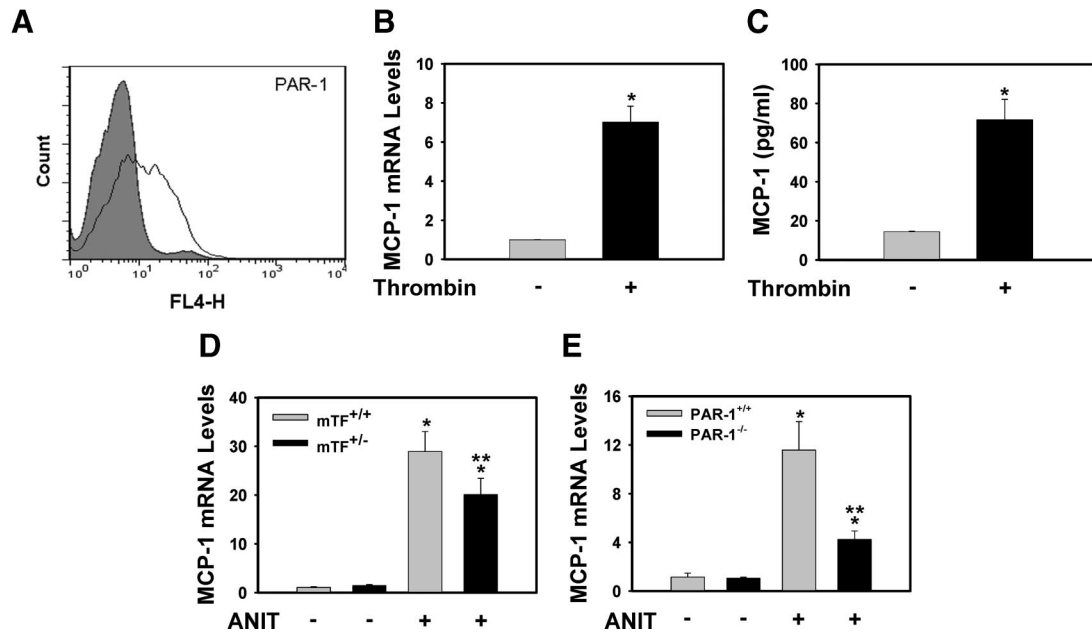 A
PAR-1
Count
10^0 10^1 10^2 10^3 10^4
FL4-H
B
MCP-1 mRNA Levels
10
8
6
4
2
0
*
Thrombin - +
C
MCP-1 (pg/ml)
100
80
60
40
20
0
*
Thrombin - +
D
MCP-1 mRNA Levels
40
30
20
10
0
mTF+/+
mTF+/-
*
**
*
ANIT - - + +
E
MCP-1 mRNA Levels
16
12
8
4
0
PAR-1+/+
PAR-1-/-
*
**
*
ANIT - - + +